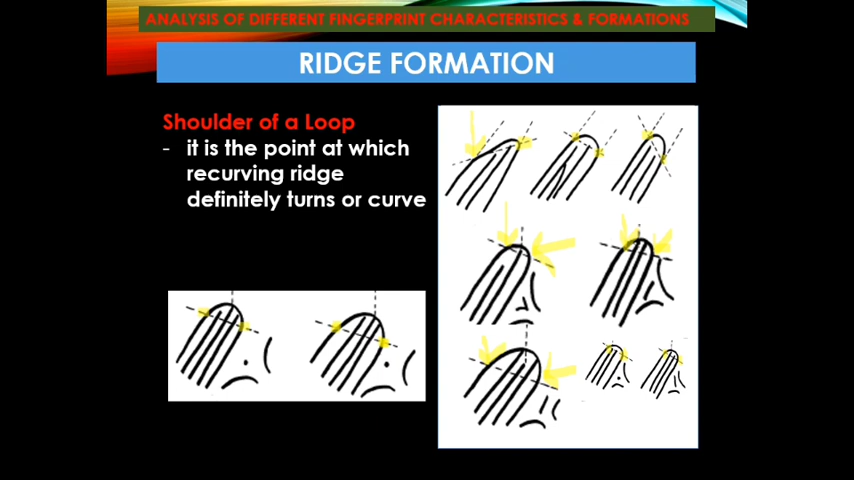 ANALYSIS OF DIFFERENT FINGERPRINT CHARACTERISTICS & FORMATIONS
RIDGE FORMATION
Shoulder of a Loop
- it is the point at which
recurving ridge
definitely turns or curve